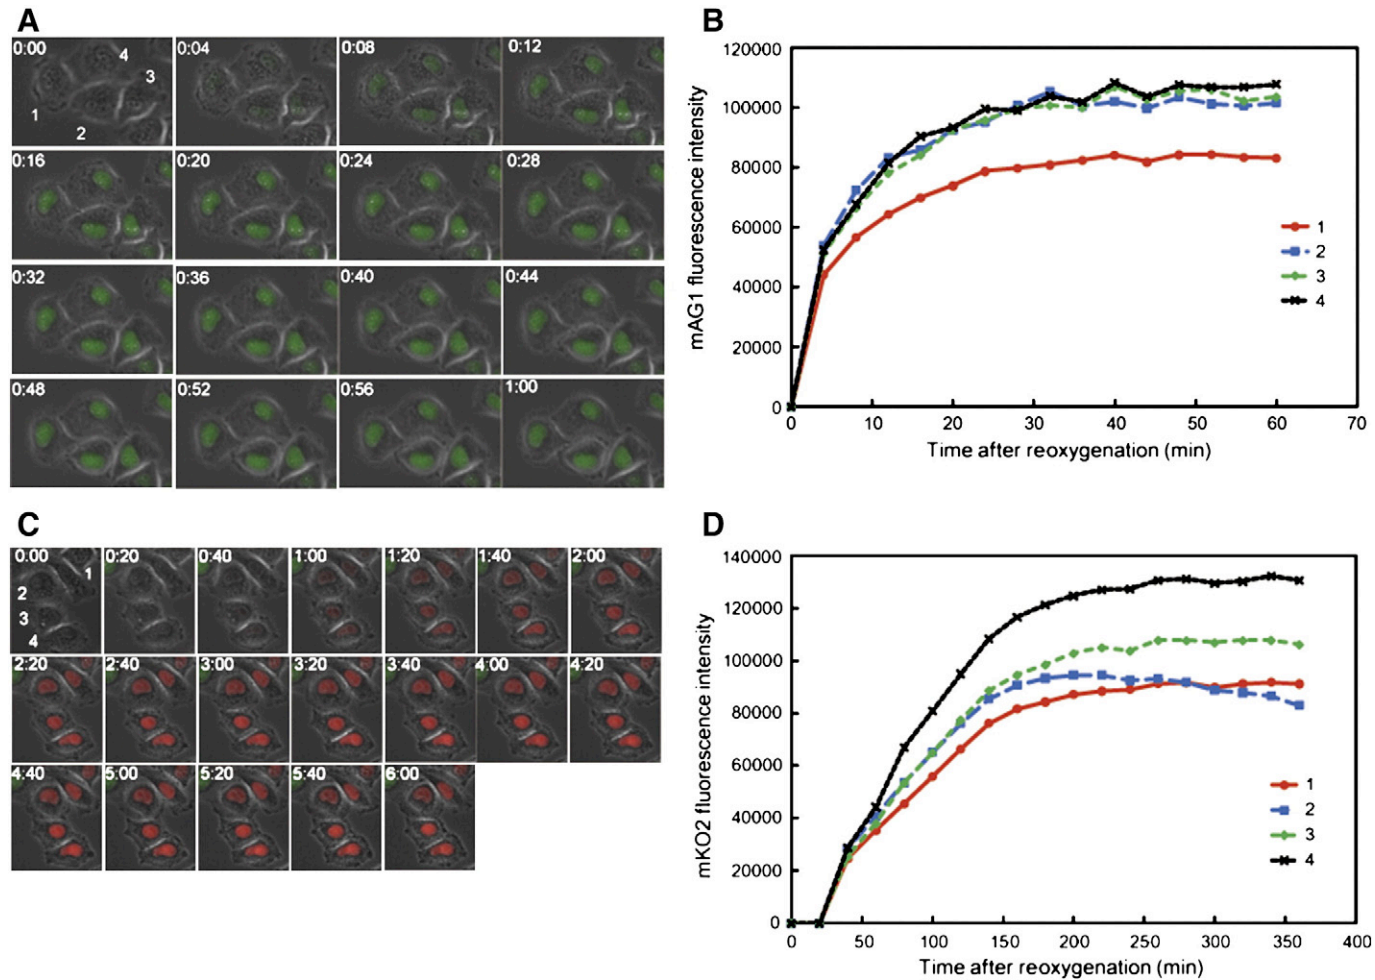 A
0:00 0:04 0:08 0:12
4
3
1
2
0:16 0:20 0:24 0:28
0:32 0:36 0:40 0:44
0:48 0:52 0:56 1:00
B
120000
100000
80000
60000
40000
20000
0
0 10 20 30 40 50 60 70
mAG1 fluorescence intensity
Time after reoxygenation (min)
1
2
3
4
C
0.00 0:20 0:40 1:00 1:20 1:40 2:00
1
2
3
4
2:20 2:40 3:00 3:20 3:40 4:00 4:20
4:40 5:00 5:20 5:40 6:00
D
140000
120000
100000
80000
60000
40000
20000
0
0 50 100 150 200 250 300 350 400
mKO2 fluorescence intensity
Time after reoxygenation (min)
1
2
3
4